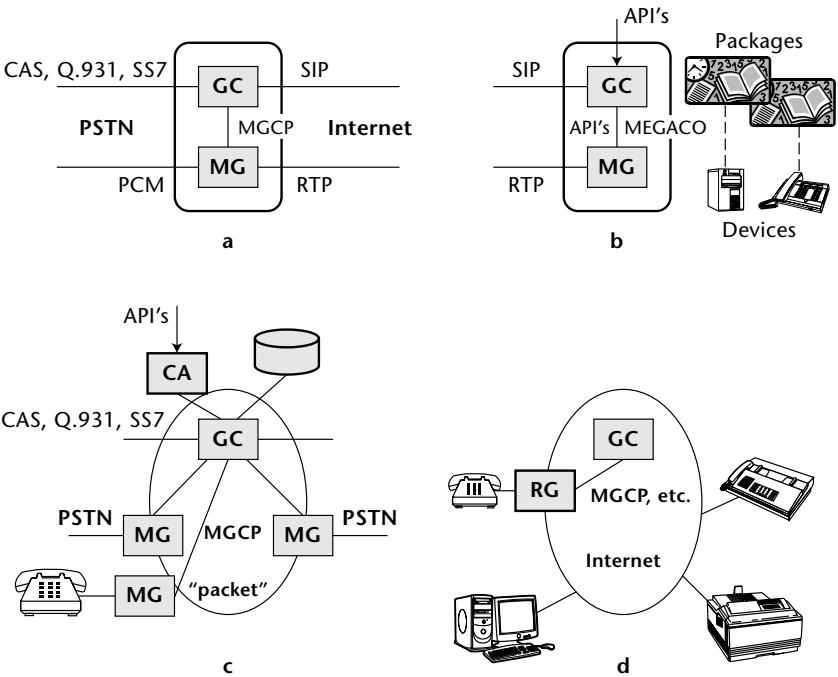 CAS, Q.931, SS7
GC
SIP
PSTN
MGCP
Internet
PCM
MG
RTP
a
API's
SIP
GC
API's
MEGACO
RTP
MG
Packages
Devices
b
API's
CA
CAS, Q.931, SS7
GC
PSTN
MG
MGCP
MG
PSTN
MG
"packet"
c
GC
RG
MGCP, etc.
Internet
d